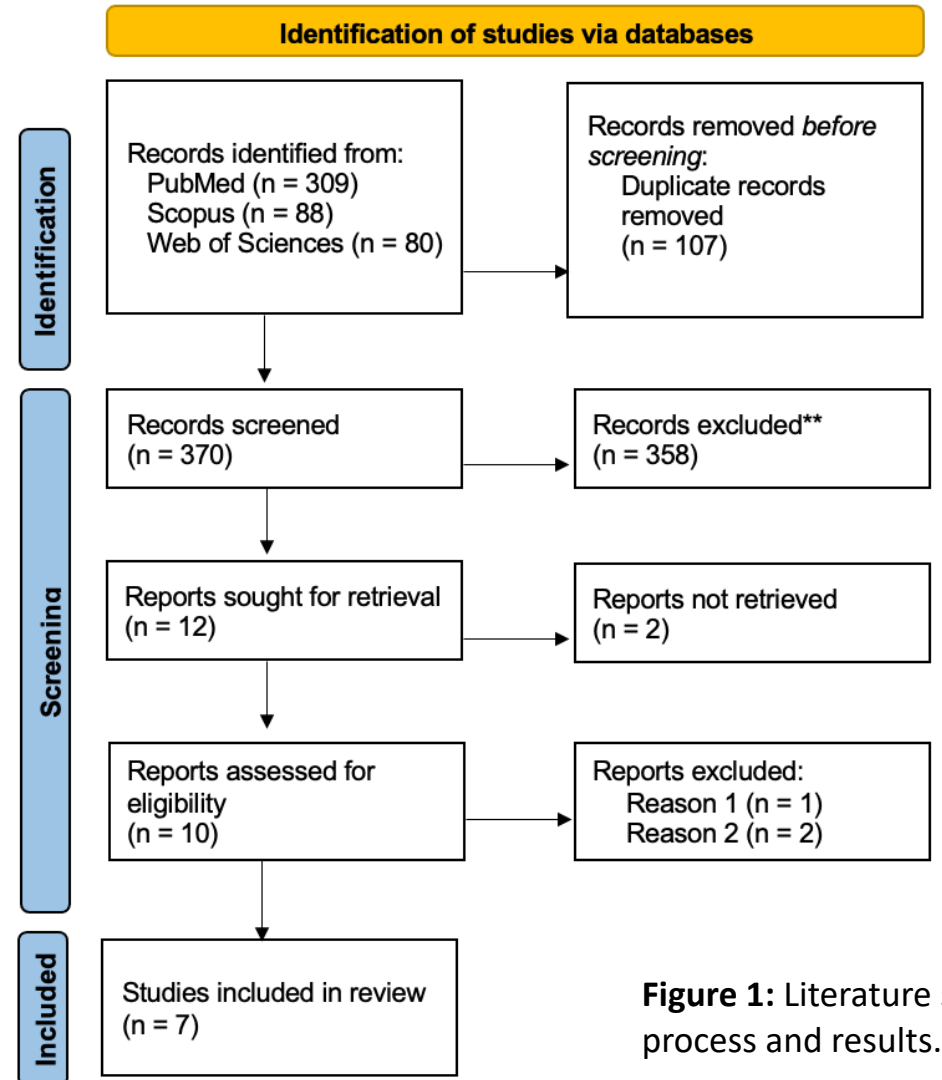 Identification of studies via databases
Identification
Records identified from:
PubMed (n = 309)
Scopus (n = 88)
Web of Sciences (n = 80)
Records removed before
screening:
Duplicate records
removed
(n = 107)
Screening
Records screened
(n = 370)
Records excluded**
(n = 358)
Reports sought for retrieval
(n = 12)
Reports not retrieved
(n = 2)
Reports assessed for
eligibility
(n = 10)
Reports excluded:
Reason 1 (n = 1)
Reason 2 (n = 2)
Included
Studies included in review
(n = 7)
Figure 1: Literature
process and results.